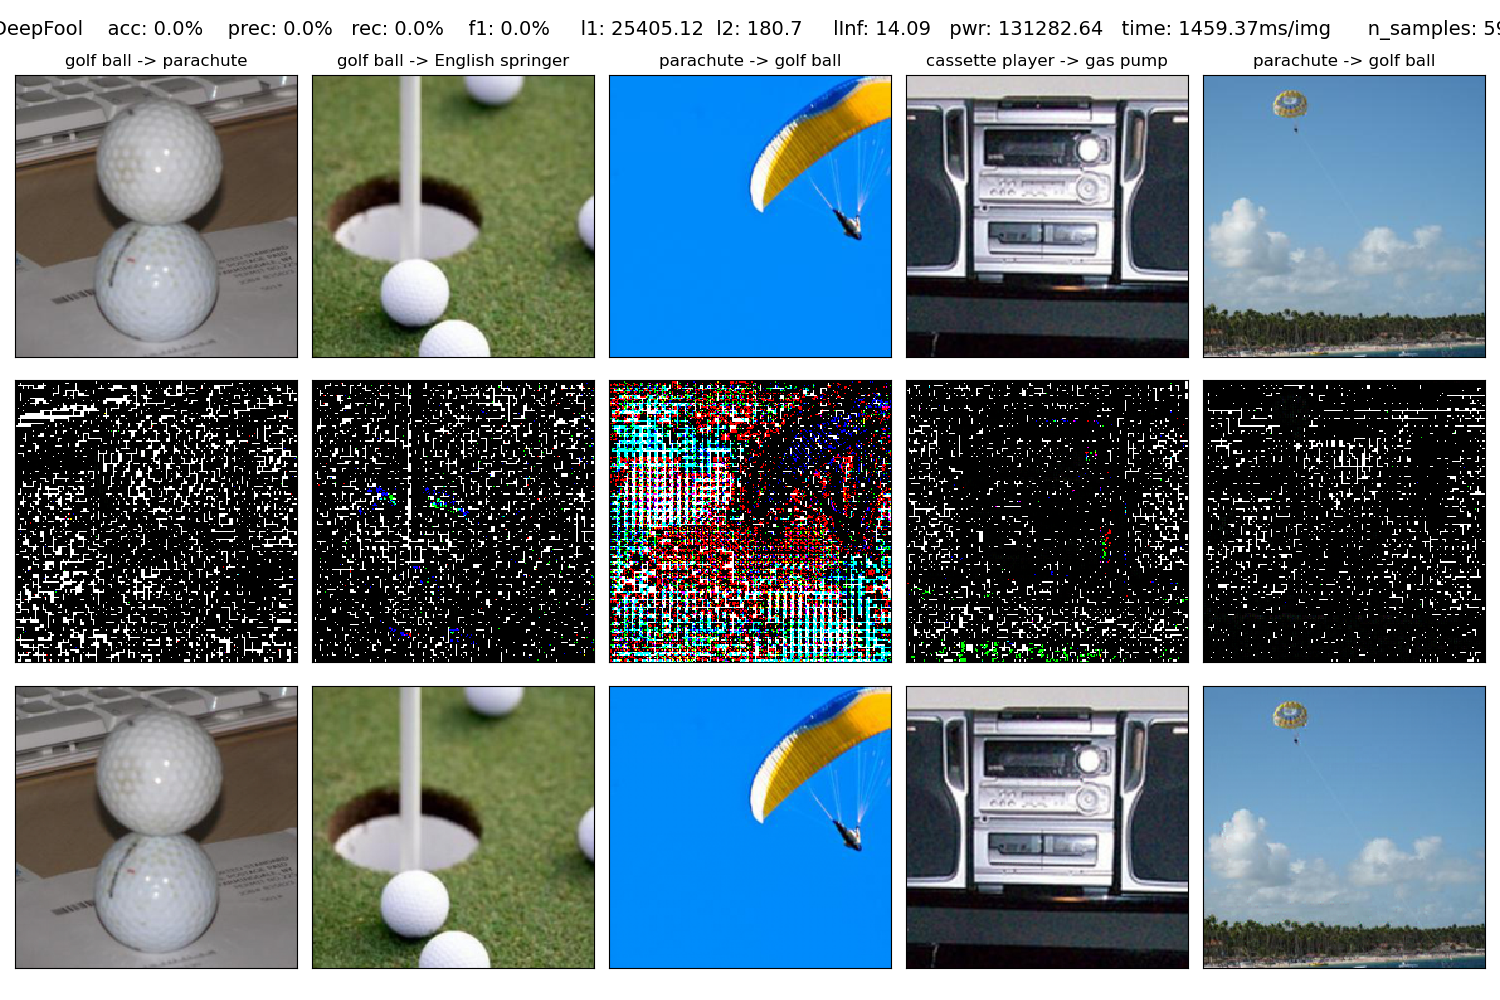 DeepFool    acc: 0.0%    prec: 0.0%   rec: 0.0%    f1: 0.0%     l1: 25405.12  l2: 180.7     lInf: 14.09   pwr: 131282.64   time: 1459.37ms/img      n_samples: 59
golf ball -> parachute
golf ball -> English springer
parachute -> golf ball
cassette player -> gas pump
parachute -> golf ball